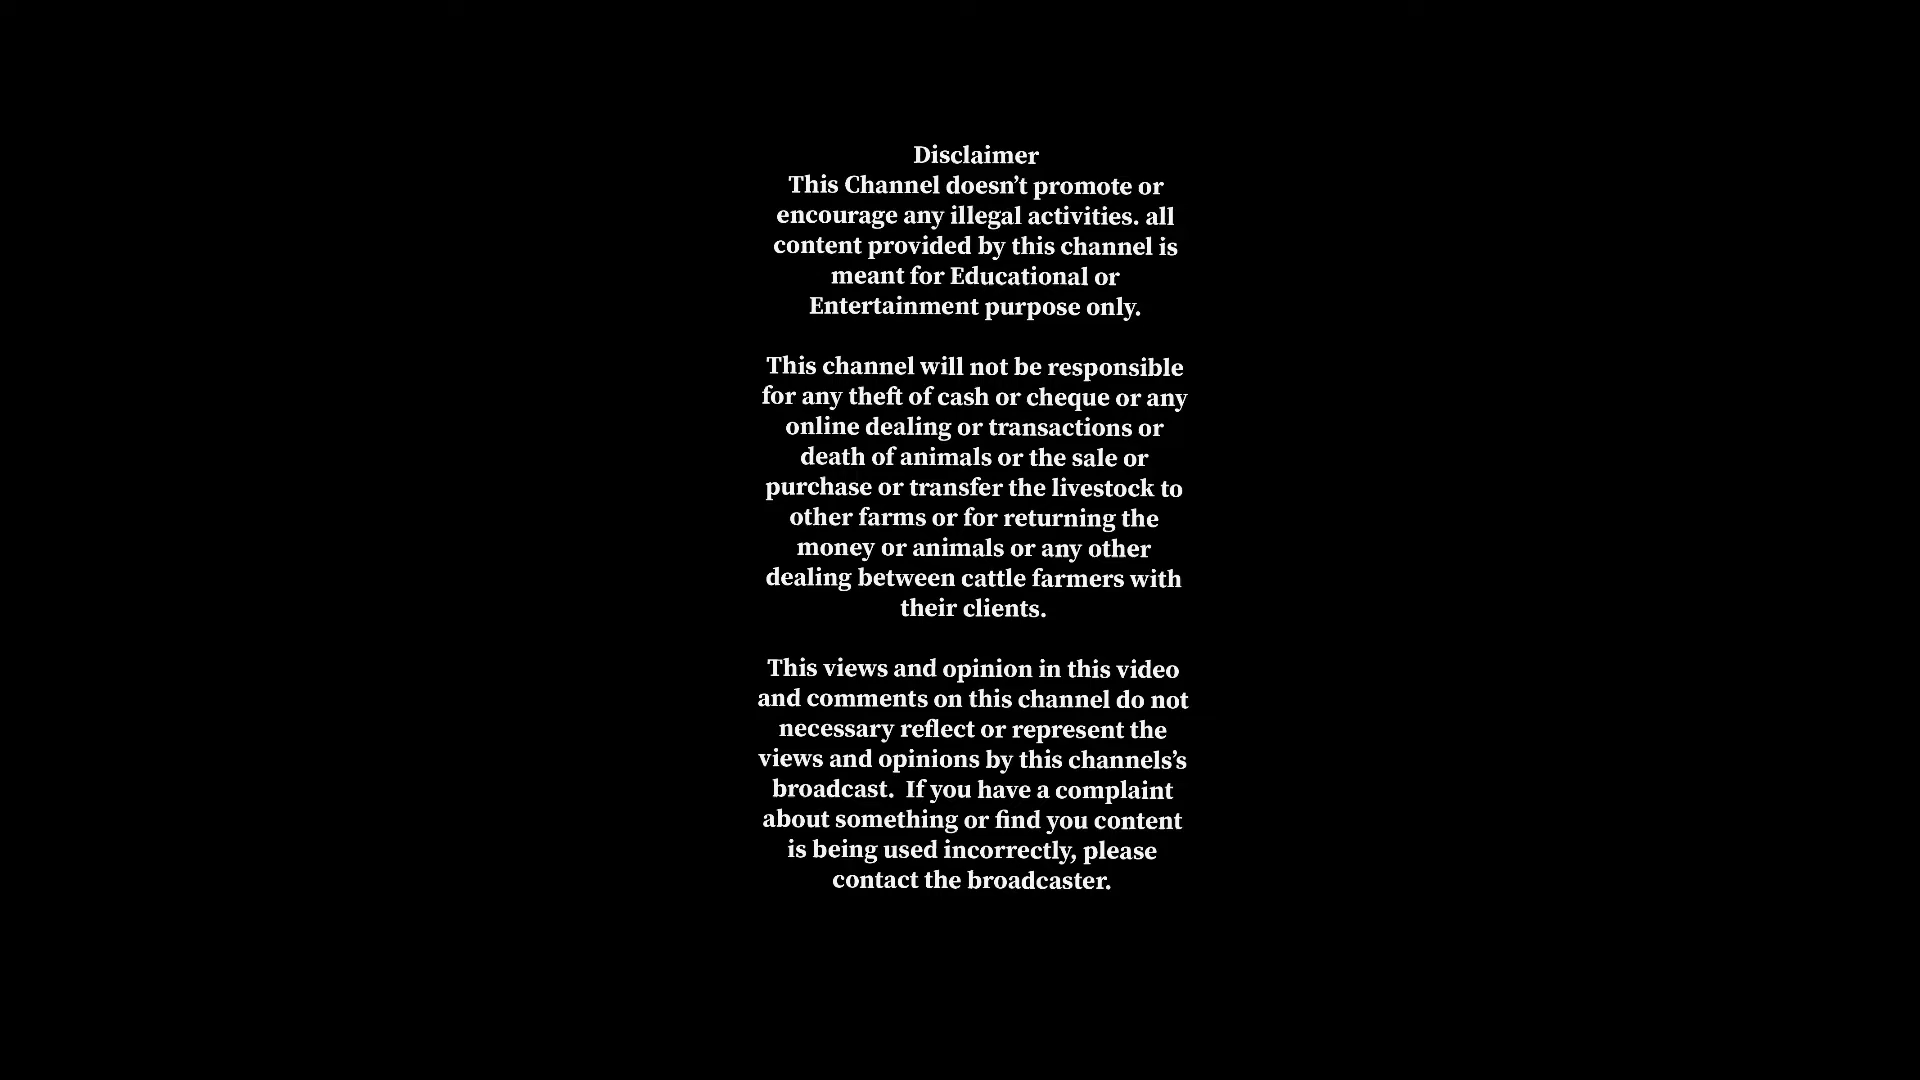 Disclaimer
This Channel doesn’t promote or
encourage any illegal activities. all
content provided by this channel is
meant for Educational or
Entertainment purpose only.
This channel will not be responsible
for any theft of cash or cheque or any
online dealing or transactions or
death of animals or the sale or
purchase or transfer the livestock to
other farms or for returning the
money or animals or any other
dealing between cattle farmers with
their clients.
This views and opinion in this video
and comments on this channel do not
necessary reflect or represent the
views and opinions by this channels’s
broadcast.  If you have a complaint
about something or find you content
is being used incorrectly, please
contact the broadcaster.